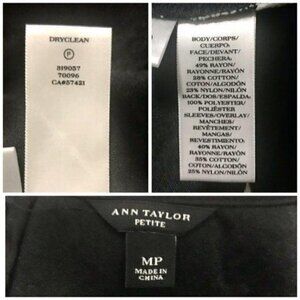 DRYCLEAN
P
319057
70096
CA#57421
BODY/CORPS/
CUERPO:
FACE/DEVANT/
PECHERA:
49% RAYON/
RAYONNE/RAYÓN
28% COTTON/
COTON/ALGODÓN
23% NYLON/NILÓN
BACK/DOS/ESPALDA:
100% POLYESTER/
POLIÉSTER
SLEEVES/OVERLAY/
MANCHES/
REVÊTEMENT/
MANGAS/
REVESTIMIENTO:
40% RAYON/
RAYONNE/RAYÓN
35% COTTON/
COTON/ALGODÓN
25% NYLON/NILÓN
ANN TAYLOR
PETITE
MP
MADE IN
CHINA